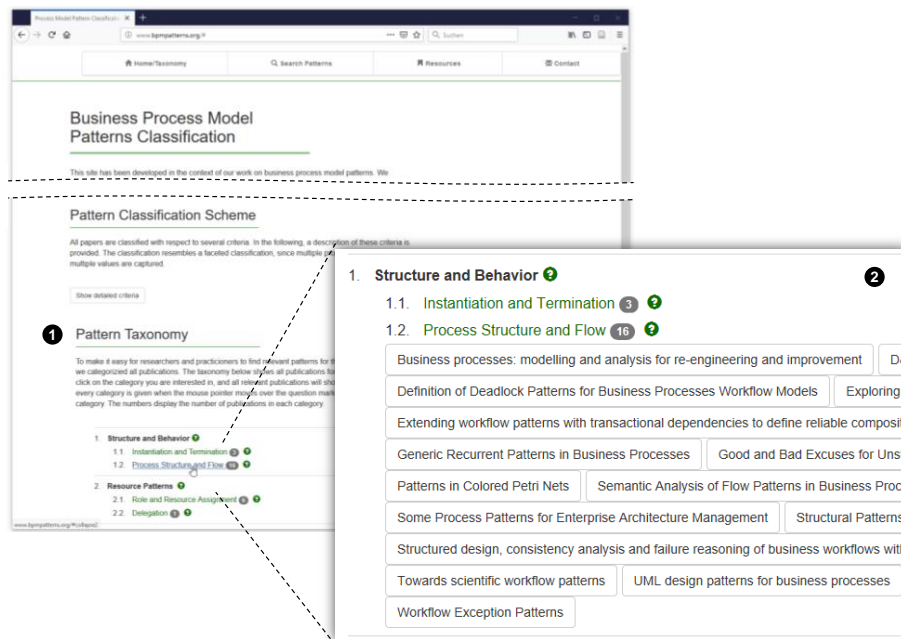 Process Model Pattern Classificati
www.bpmpatterns.org/#
Suchen
Home/Taxonomy
Search Patterns
Resources
Contact
Business Process Model
Patterns Classification
This site has been developed in the context of our work on business process model patterns. We
Pattern Classification Scheme
All papers are classified with respect to several criteria. In the following, a description of these criteria is
provided. The classification resembles a faceted classification, since multiple
multiple values are captured.
Show detailed criteria
1
Pattern Taxonomy
To make it easy for researchers and practicioners to find relevant patterns for
we categorizied all publications. The taxonomy below shows all publications
click on the category you are interested in, and all relevant publications will
every category is given when the mouse pointer moves over the question
category. The numbers display the number of publications in each category.
1. Structure and Behavior ?
1.1. Instantiation and Termination 3 ?
1.2. Process Structure and Flow 16 ?
2. Resource Patterns ?
2.1. Role and Resource Assignment ?
2.2. Delegation 1 ?
www.bpmpatterns.org/#collapse2
2
1. Structure and Behavior ?
1.1. Instantiation and Termination 3 ?
1.2. Process Structure and Flow 16 ?
Business processes: modelling and analysis for re-engineering and improvement
Definition of Deadlock Patterns for Business Processes Workflow Models Exploring
Extending workflow patterns with transactional dependencies to define reliable composi
Generic Recurrent Patterns in Business Processes Good and Bad Excuses for Uns
Patterns in Colored Petri Nets Semantic Analysis of Flow Patterns in Business Proc
Some Process Patterns for Enterprise Architecture Management Structural Patterns
Structured design, consistency analysis and failure reasoning of business workflows wit
Towards scientific workflow patterns UML design patterns for business processes
Workflow Exception Patterns